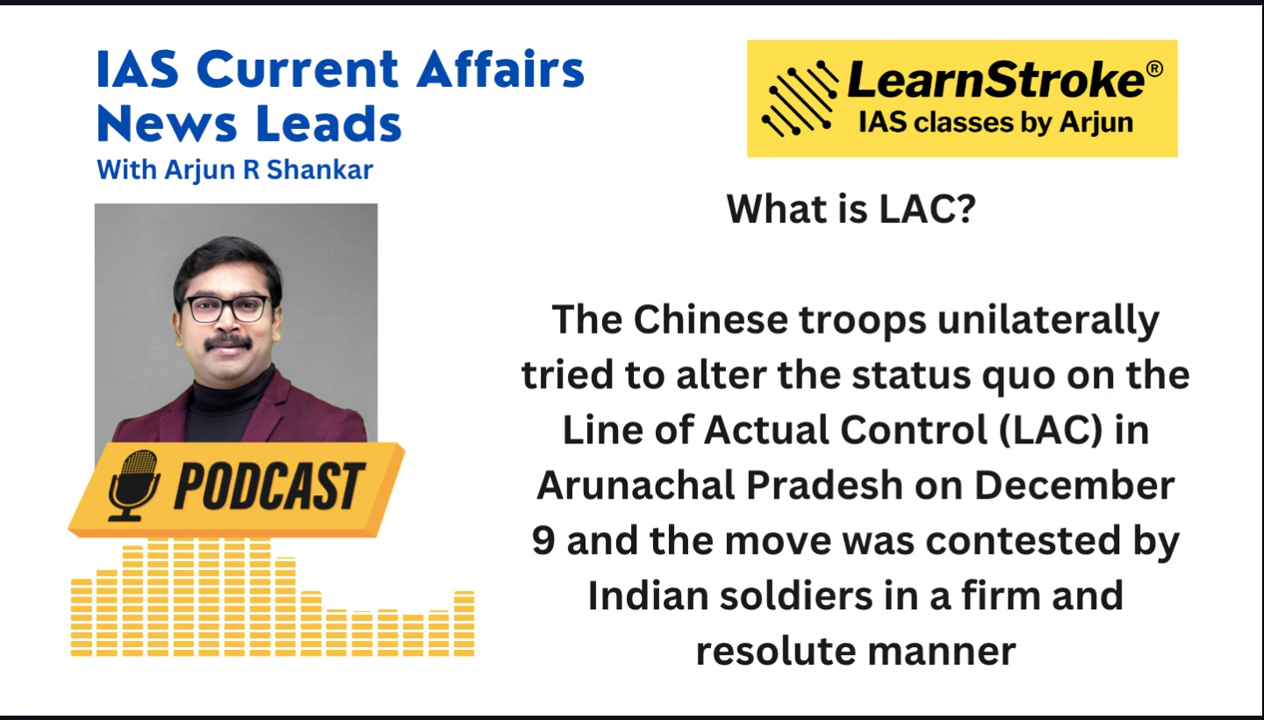 IAS Current Affairs
News Leads
With Arjun R Shankar
LearnStroke®
IAS classes by Arjun
What is LAC?
The Chinese troops unilaterally
tried to alter the status quo on the
Line of Actual Control (LAC) in
Arunachal Pradesh on December
9 and the move was contested by
Indian soldiers in a firm and
resolute manner
PODCAST